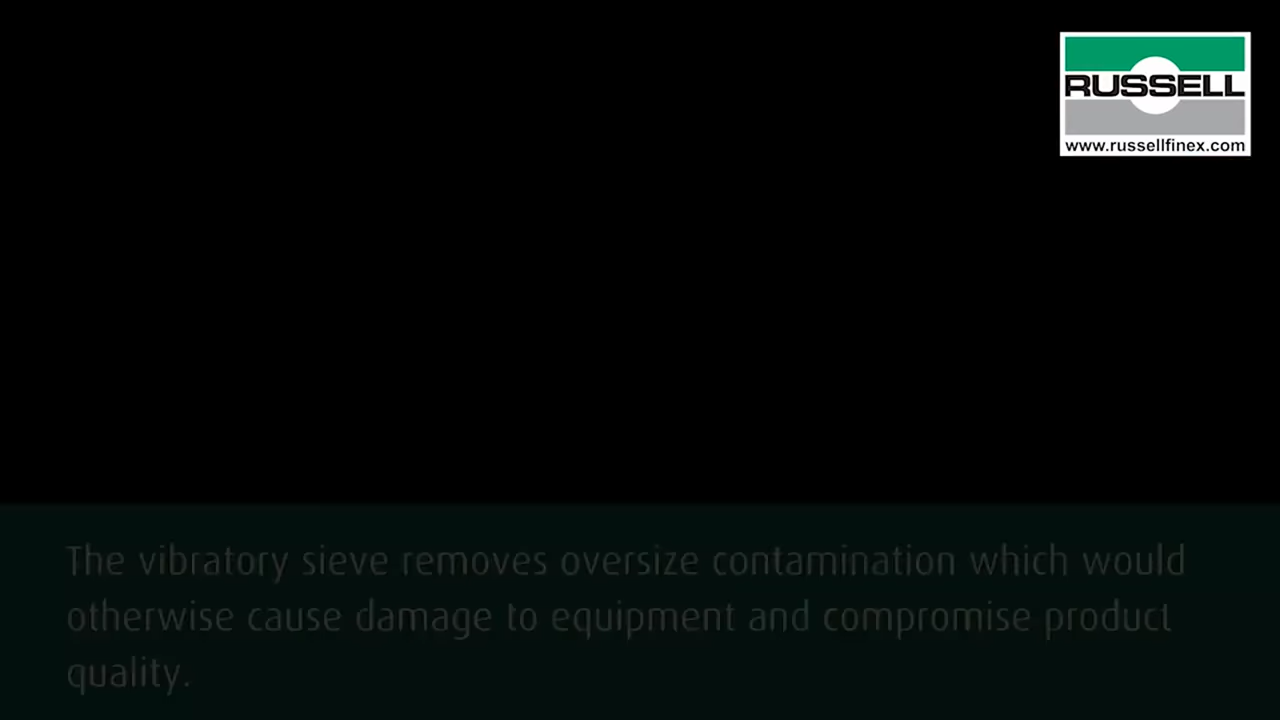 RUSSELL
www.russellfinex.com
The vibratory sieve removes oversize contamination which would
otherwise cause damage to equipment and compromise product
quality.